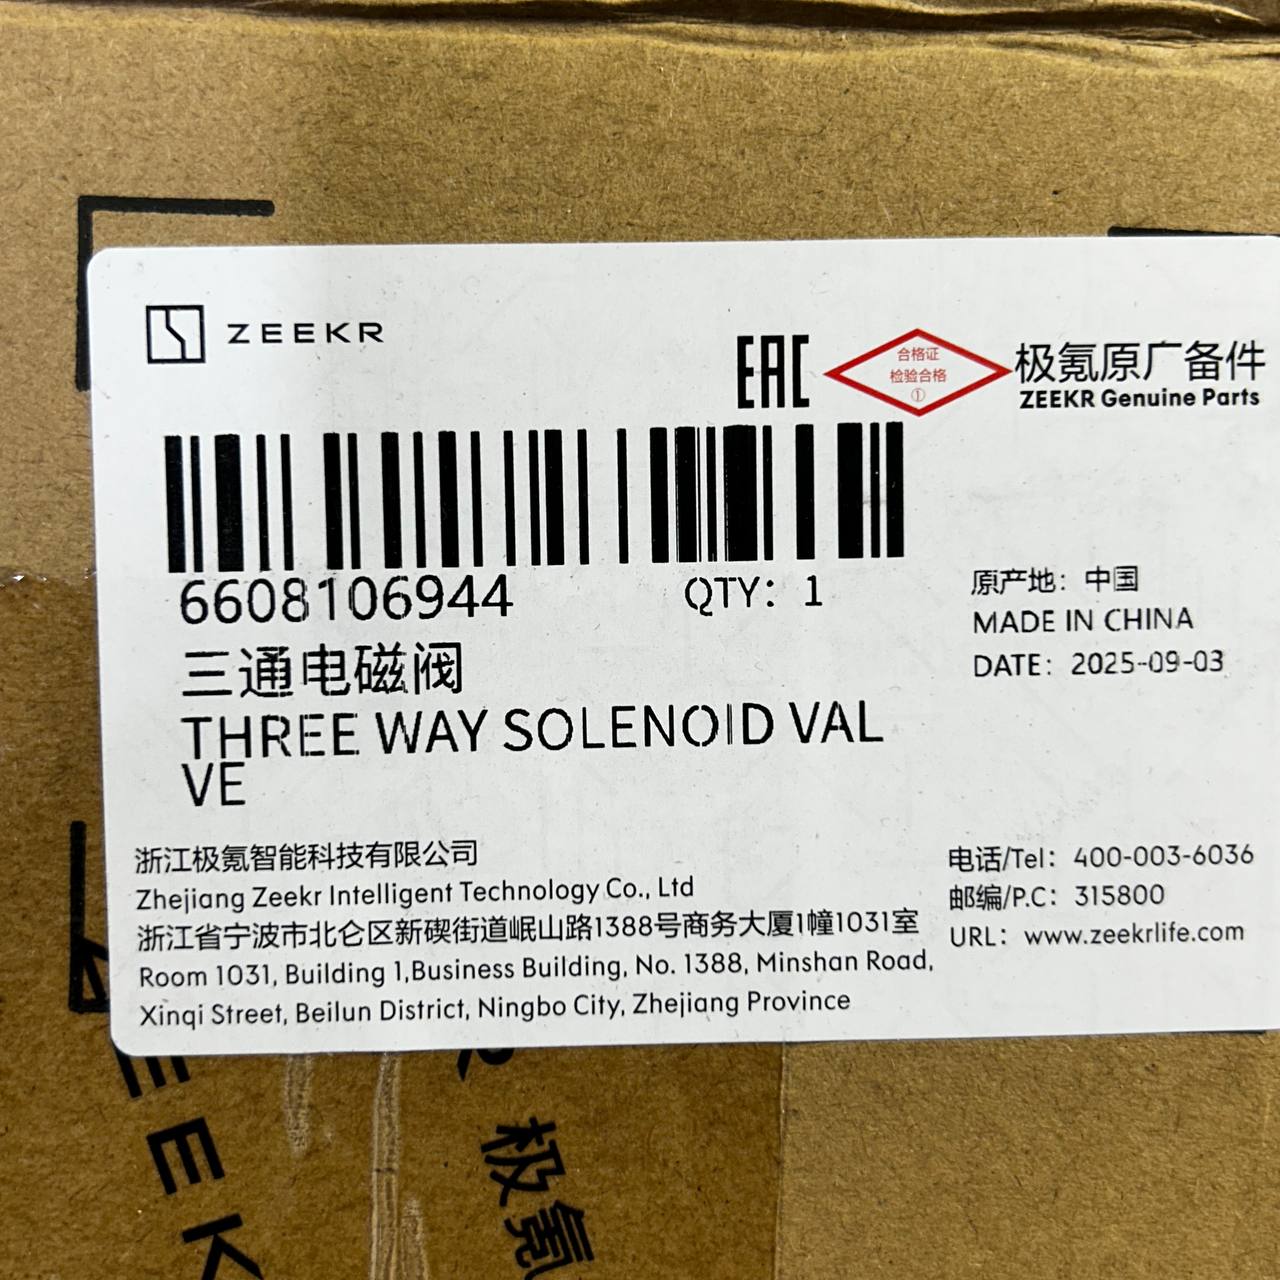 ZEEKR
EAC
合格证
检验合格
①
极氪原厂备件
ZEEKR Genuine Parts
6608106944
QTY: 1
三通电磁阀
THREE WAY SOLENOID VAL
VE
原产地: 中国
MADE IN CHINA
DATE: 2025-09-03
浙江极氪智能科技有限公司
Zhejiang Zeekr Intelligent Technology Co., Ltd
浙江省宁波市北仑区新碶街道岷山路1388号商务大厦1幢1031室
Room 1031, Building 1,Business Building, No. 1388, Minshan Road,
Xinqi Street, Beilun District, Ningbo City, Zhejiang Province
电话/Tel: 400-003-6036
邮编/P.C: 315800
URL: www.zeekrlife.com
EEK
R 极氪